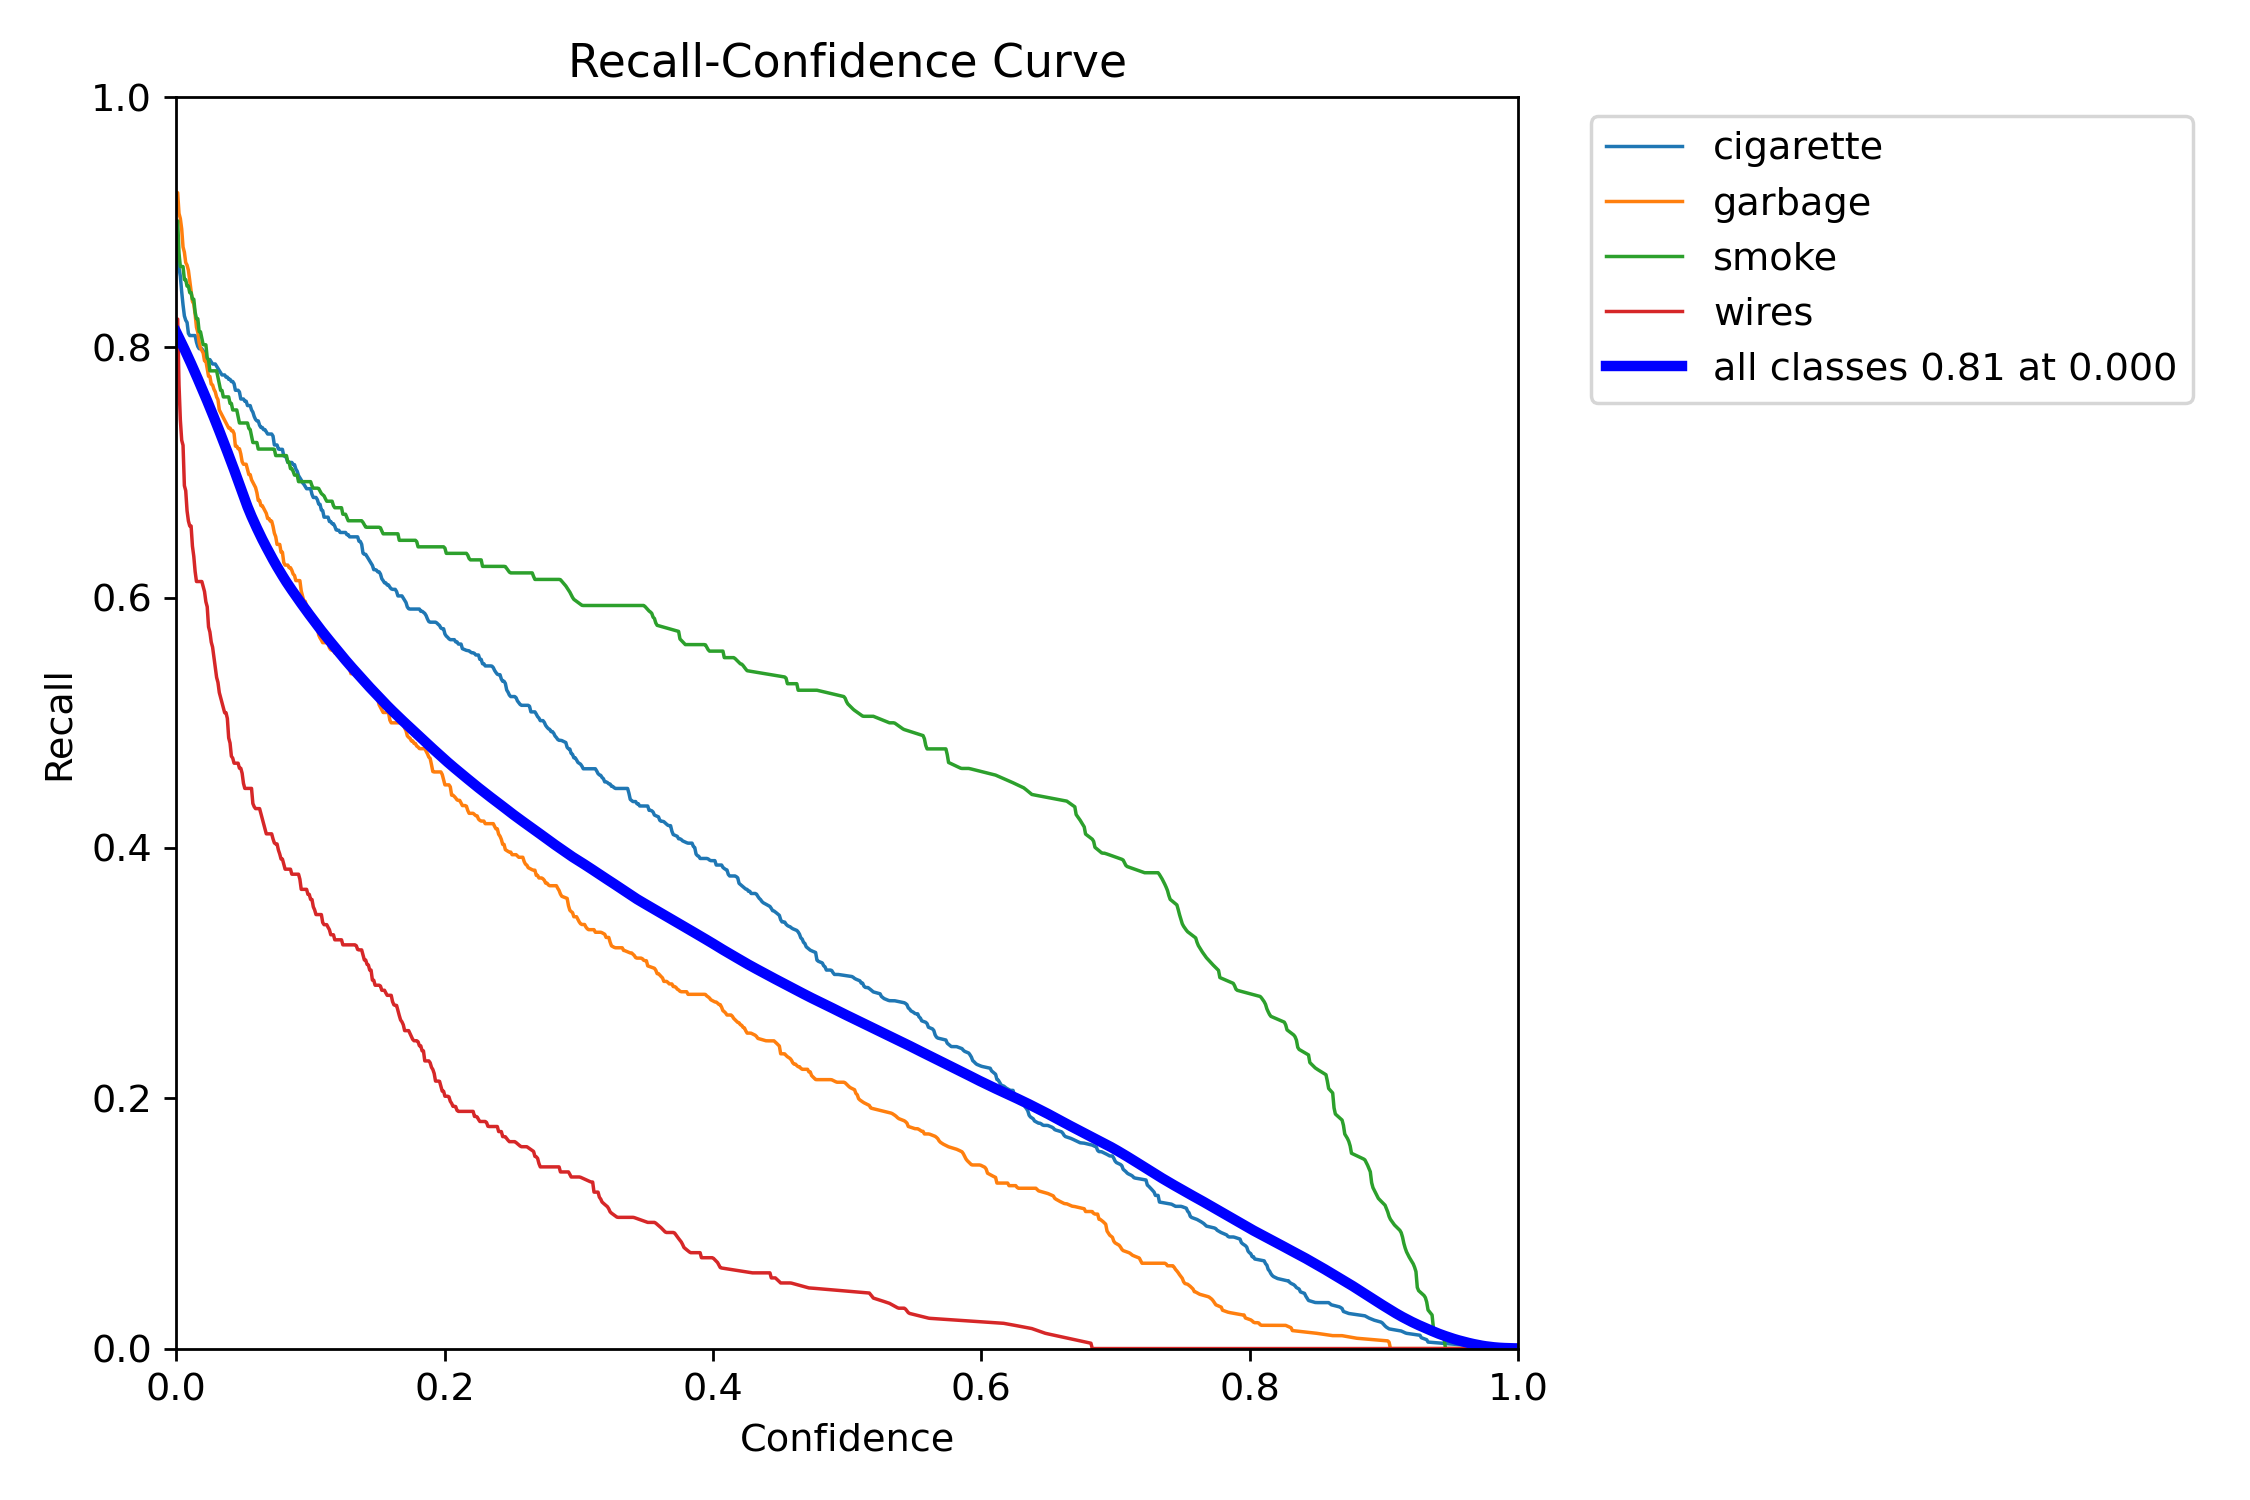 Recall-Confidence Curve
1.0
0.8
0.6
0.4
0.2
0.0
Recall
0.0 0.2 0.4 0.6 0.8 1.0
Confidence
cigarette
garbage
smoke
wires
all classes 0.81 at 0.000